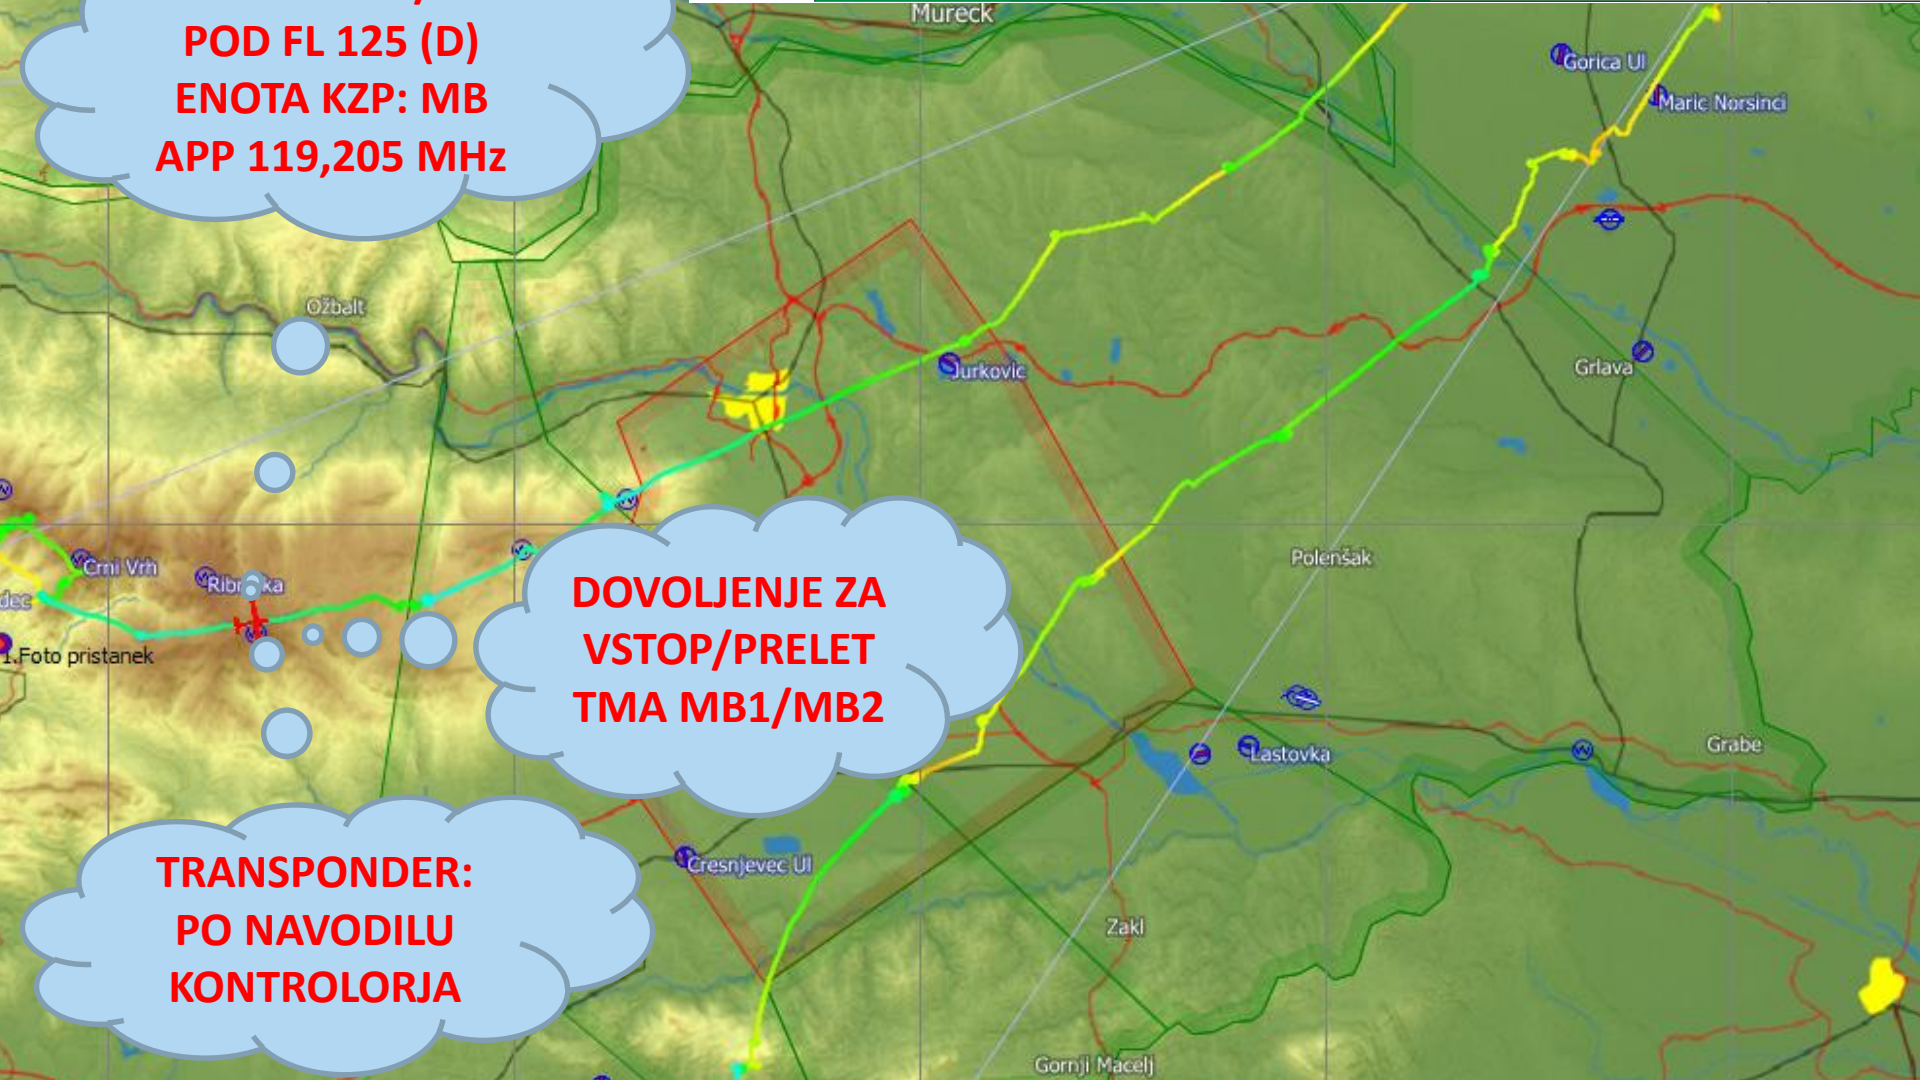 POD FL 125 (D)
ENOTA KZP: MB
APP 119,205 MHz
Mureck
Gorica Ul
Maric Norsinci
Ožbalt
Jurkovic
Grlava
Črni Vrh
dec
1.Foto pristanek
DOVOLJENJE ZA
VSTOP/PRELET
TMA MB1/MB2
Polenšak
Lastovka
Grabe
TRANSPONDER:
PO NAVODILU
KONTROLORJA
Cresnjevec Ul
Zakl
Gornji Macelj